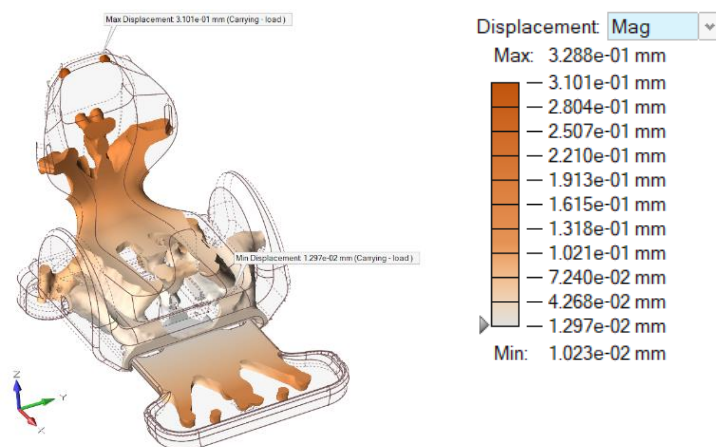 Max Displacement: 3.101e-01 mm (Carrying - load )
Min Displacement: 1.297e-02 mm (Carrying - load )
Z
Y
X
Displacement: Mag
Max: 3.288e-01 mm
3.101e-01 mm
2.804e-01 mm
2.507e-01 mm
2.210e-01 mm
1.913e-01 mm
1.615e-01 mm
1.318e-01 mm
1.021e-01 mm
7.240e-02 mm
4.268e-02 mm
1.297e-02 mm
Min: 1.023e-02 mm